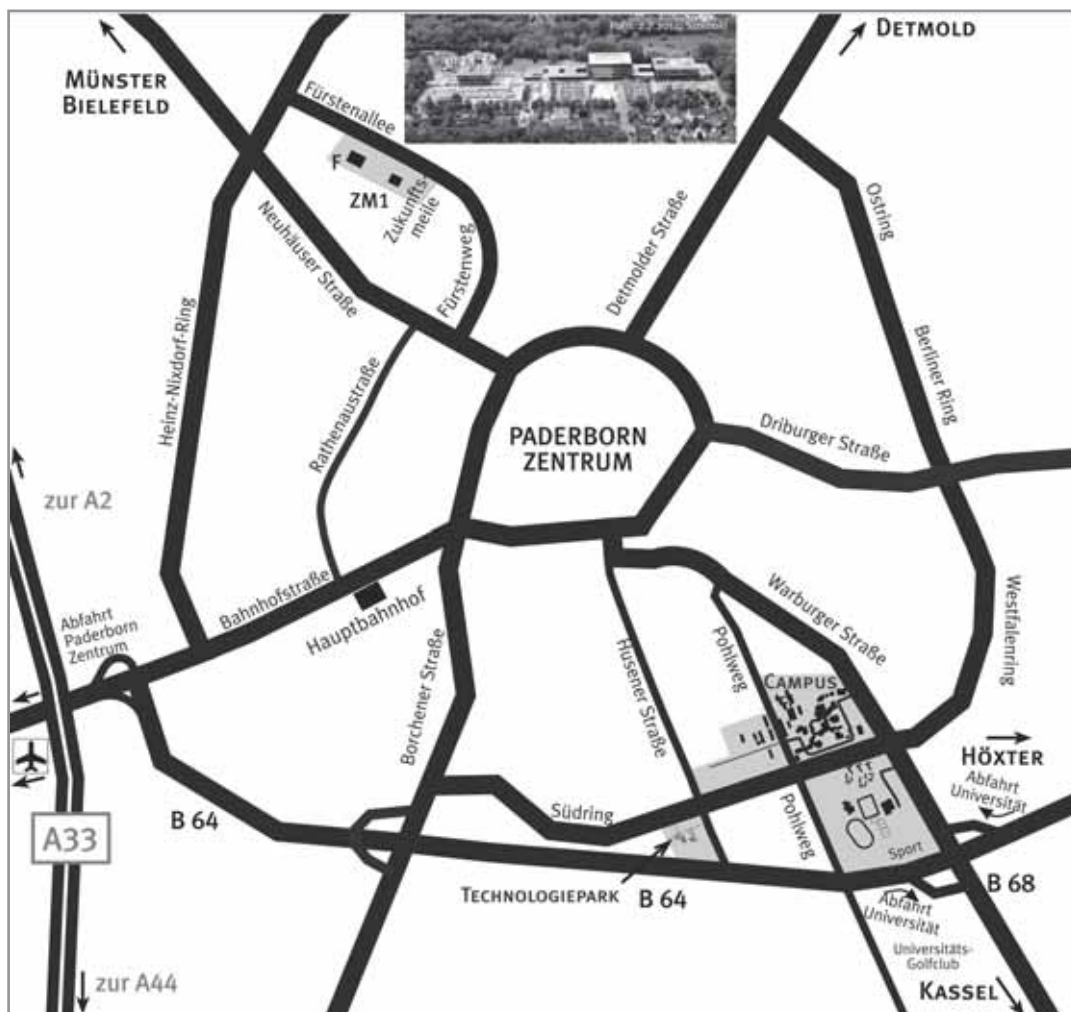 MÜNSTER
BIELEFELD
DETMOLD
Fürstenallee
F
ZM1
Zukunfts-
meile
Neuhäuser Straße
Fürstenweg
Detmolder Straße
Ostring
Heinz-Nixdorf-Ring
Rathenaustraße
Berliner Ring
PADERBORN
ZENTRUM
Driburger Straße
zur A2
Abfahrt
Paderborn
Zentrum
Bahnhofstraße
Hauptbahnhof
Borchener Straße
Husener Straße
Pohlweg
Warburger Straße
Westfalenring
CAMPUS
HÖXTER
Abfahrt
Universität
A33
B 64
Südring
Pohlweg
Sport
TECHNOLOGIEPARK
B 64
B 68
Abfahrt
Universität
Universitäts-
Golfclub
zur A44
KASSEL